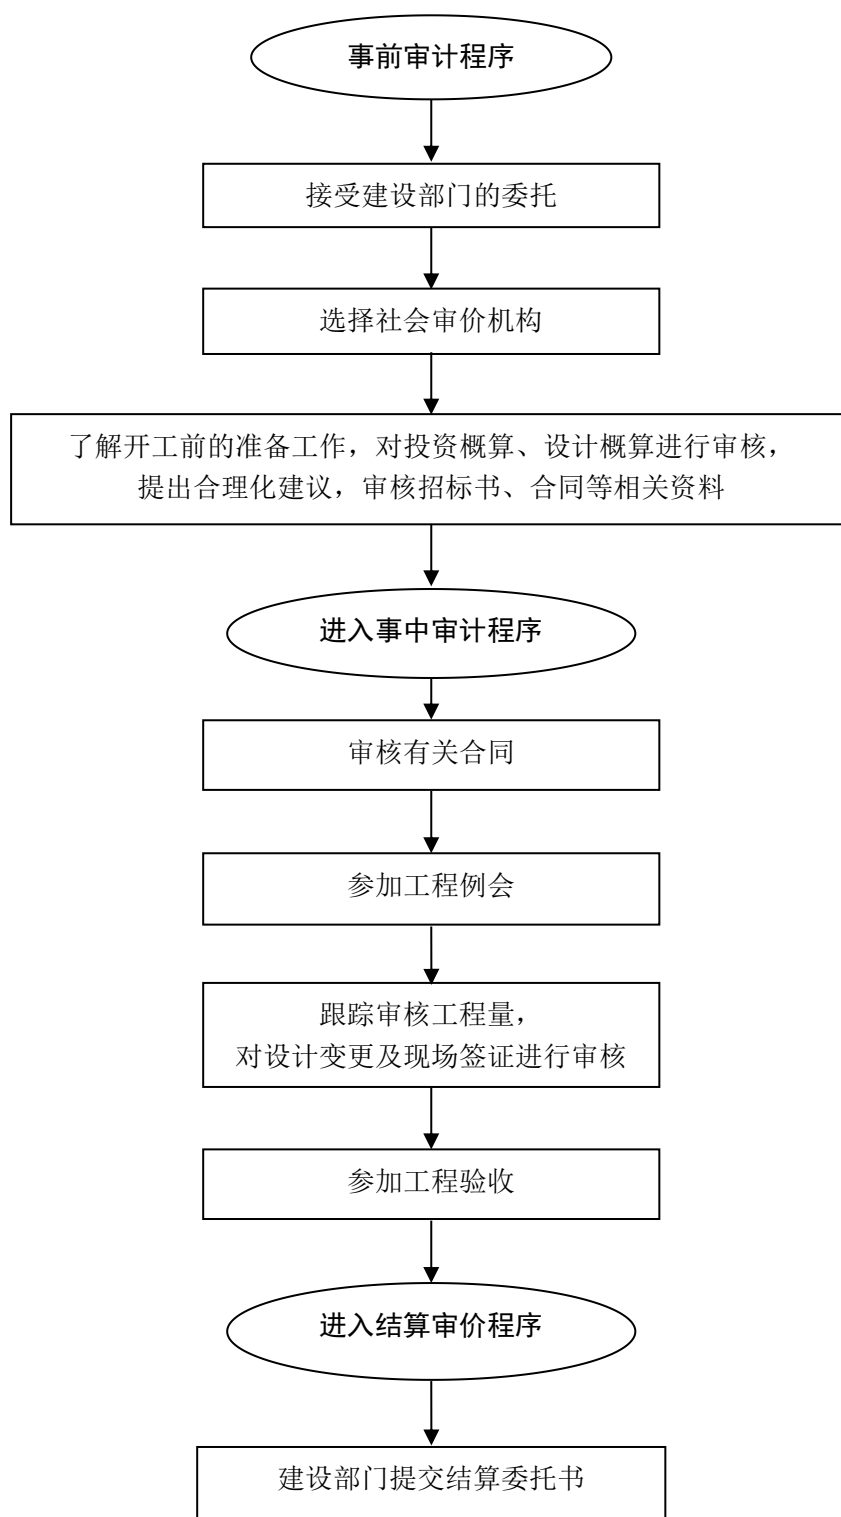 事前审计程序
接受建设部门的委托
选择社会审价机构
了解开工前的准备工作，对投资概算、设计概算进行审核，
提出合理化建议，审核招标书、合同等相关资料
进入事中审计程序
审核有关合同
参加工程例会
跟踪审核工程量，
对设计变更及现场签证进行审核
参加工程验收
进入结算审价程序
建设部门提交结算委托书